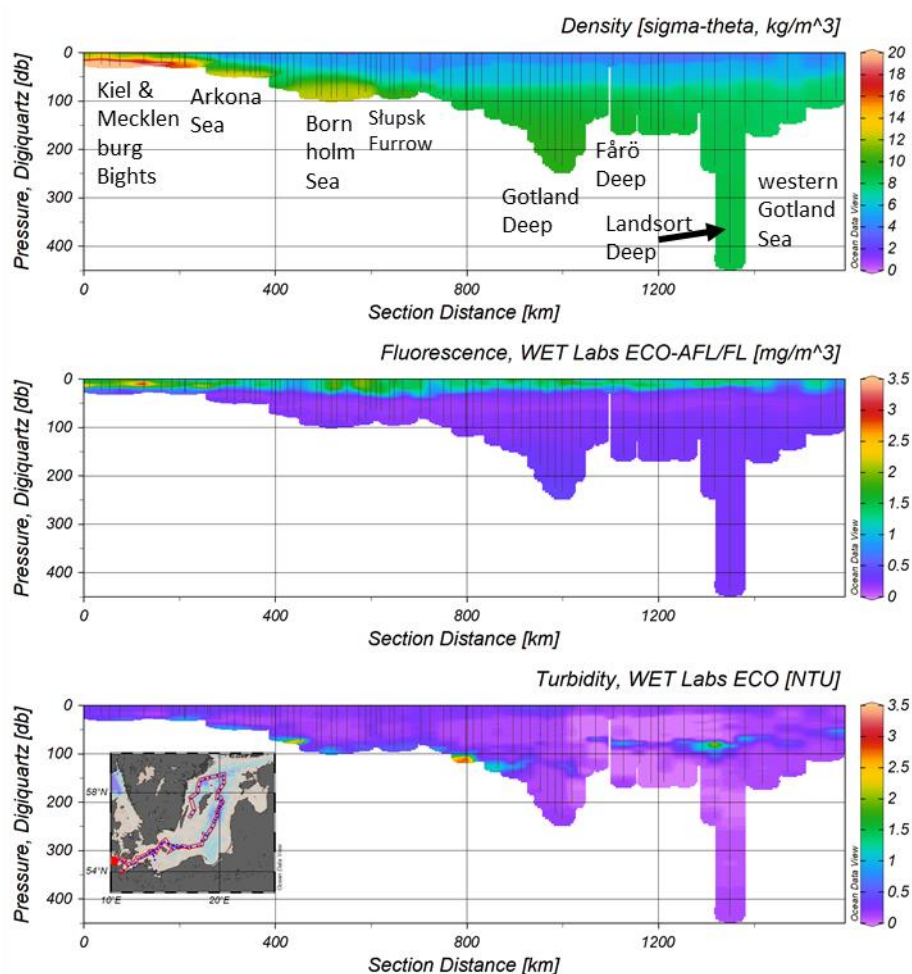 Density [sigma-theta, kg/m^3]
Pressure, Digiquartz [db]
0
100
200
300
400
Kiel &
Mecklen
burg
Bights
Arkona
Sea
Born
holm
Sea
Słupsk
Furrow
Gotland
Deep
Fårö
Deep
Landsort
Deep
western
Gotland
Sea
Ocean Data View
20
18
16
14
12
10
8
6
4
2
0
0
400
800
1200
Section Distance [km]
Fluorescence, WET Labs ECO-AFL/FL [mg/m^3]
Pressure, Digiquartz [db]
0
100
200
300
400
Ocean Data View
3.5
3
2.5
2
1.5
1
0.5
0
0
400
800
1200
Section Distance [km]
Turbidity, WET Labs ECO [NTU]
Pressure, Digiquartz [db]
0
100
200
300
400
58°N
54°N
10°E
20°E
Ocean Data View
Ocean Data View
3.5
3
2.5
2
1.5
1
0.5
0
0
400
800
1200
Section Distance [km]